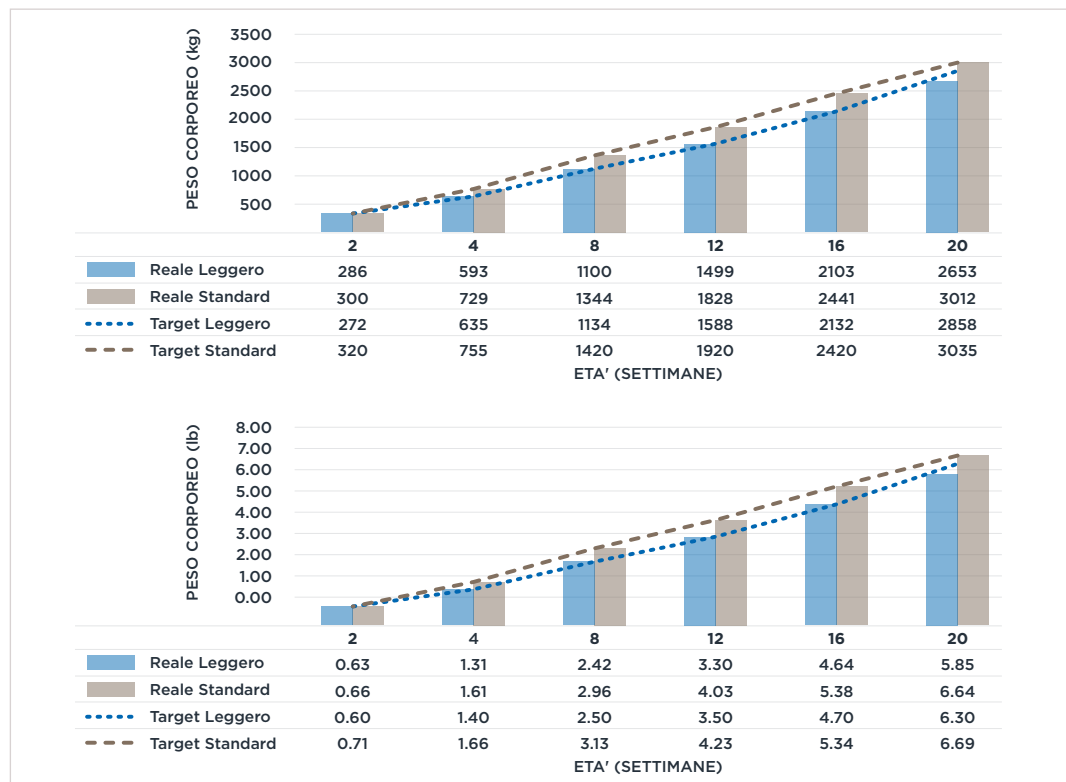 PESO CORPOREO (kg)
3500
3000
2500
2000
1500
1000
500
2 4 8 12 16 20
Reale Leggero 286 593 1100 1499 2103 2653
Reale Standard 300 729 1344 1828 2441 3012
Target Leggero 272 635 1134 1588 2132 2858
Target Standard 320 755 1420 1920 2420 3035
ETA' (SETTIMANE)
PESO CORPOREO (lb)
8.00
7.00
6.00
5.00
4.00
3.00
2.00
1.00
0.00
2 4 8 12 16 20
Reale Leggero 0.63 1.31 2.42 3.30 4.64 5.85
Reale Standard 0.66 1.61 2.96 4.03 5.38 6.64
Target Leggero 0.60 1.40 2.50 3.50 4.70 6.30
Target Standard 0.71 1.66 3.13 4.23 5.34 6.69
ETA' (SETTIMANE)